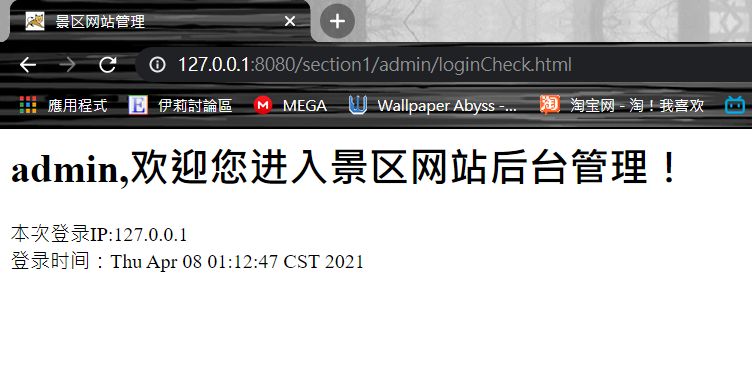 景区网站管理
127.0.0.1:8080/section1/admin/loginCheck.html
應用程式 E 伊莉討論區 M MEGA Wallpaper Abyss -... 淘 淘宝网 - 淘！我喜欢
admin,欢迎您进入景区网站后台管理！
本次登录IP:127.0.0.1
登录时间：Thu Apr 08 01:12:47 CST 2021